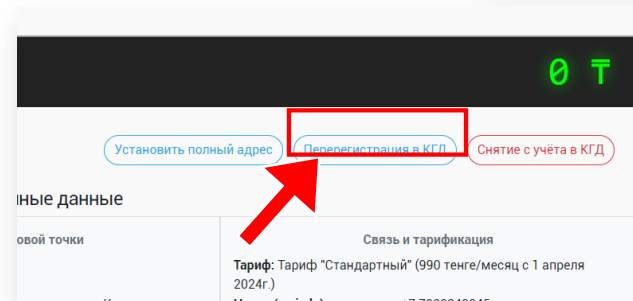 0 ₸
Установить полный адрес
Перерегистрация в КГД
Снятие с учёта в КГД
нные данные
овой точки
Связь и тарификация
Тариф: Тариф "Стандартный" (990 тенге/месяц с 1 апреля
2024г.)